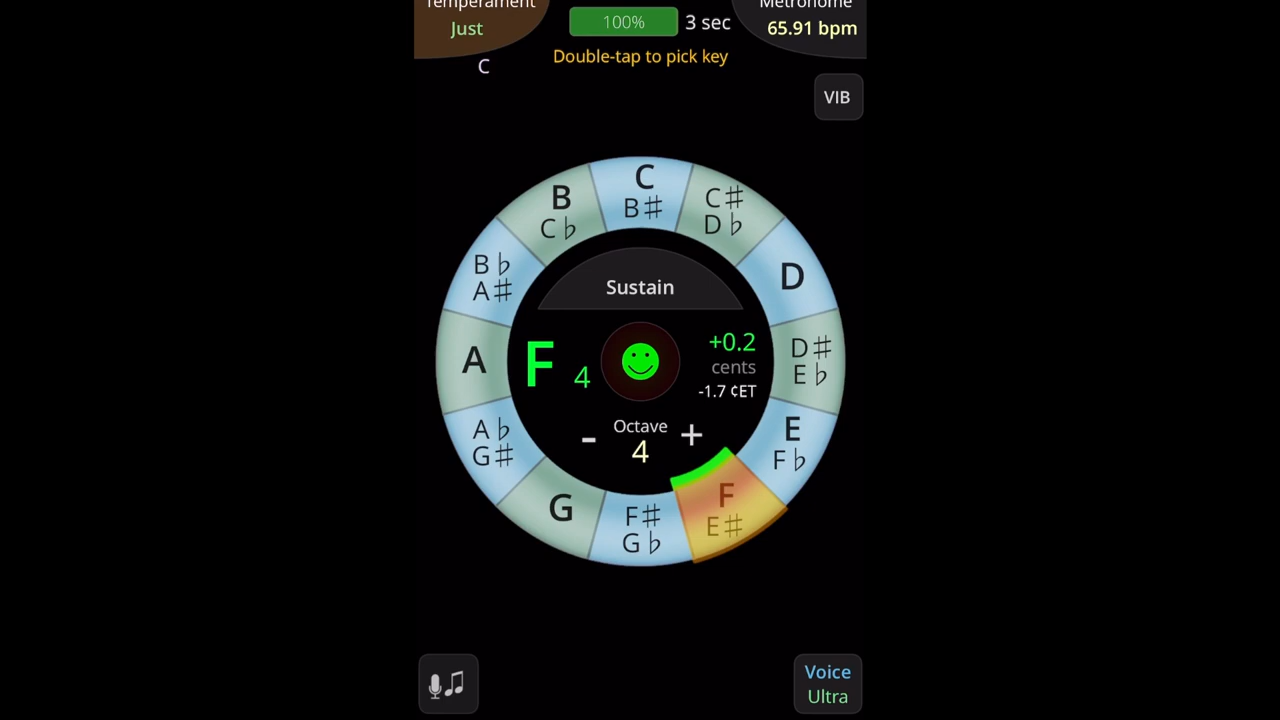 Temperament
Just
C
100%
3 sec
Double-tap to pick key
Metronome
65.91 bpm
VIB
C
B♯
C♯
D♭
D
D♯
E♭
E
F♭
F
E♯
F♯
G♭
G
A♭
G♯
A
B♭
A♯
B
C♭
Sustain
F 4
+0.2
cents
-1.7 ¢ET
- Octave +
4
Voice
Ultra